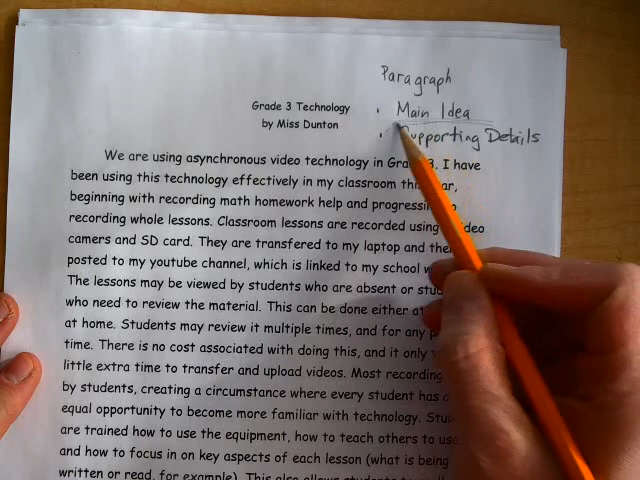 Paragraph
Grade 3 Technology
• Main Idea
by Miss Dunton
• Supporting Details
We are using asynchronous video technology in Grade 3. I have
been using this technology effectively in my classroom this
beginning with recording math homework help and
recording whole lessons. Classroom lessons are recorded using
camers and SD card. They are transfered to my laptop and
posted to my youtube channel, which is linked to my school
The lessons may be viewed by students who are absent or
who need to review the material. This can be done either
at home. Students may review it multiple times, and for any
time. There is no cost associated with doing this, and it only
little extra time to transfer and upload videos. Most
by students, creating a circumstance where every student has
equal opportunity to become more familiar with technology.
are trained how to use the equipment, how to teach others to use
and how to focus in on key aspects of each lesson (what is being
written or read, for example). This also allows students to